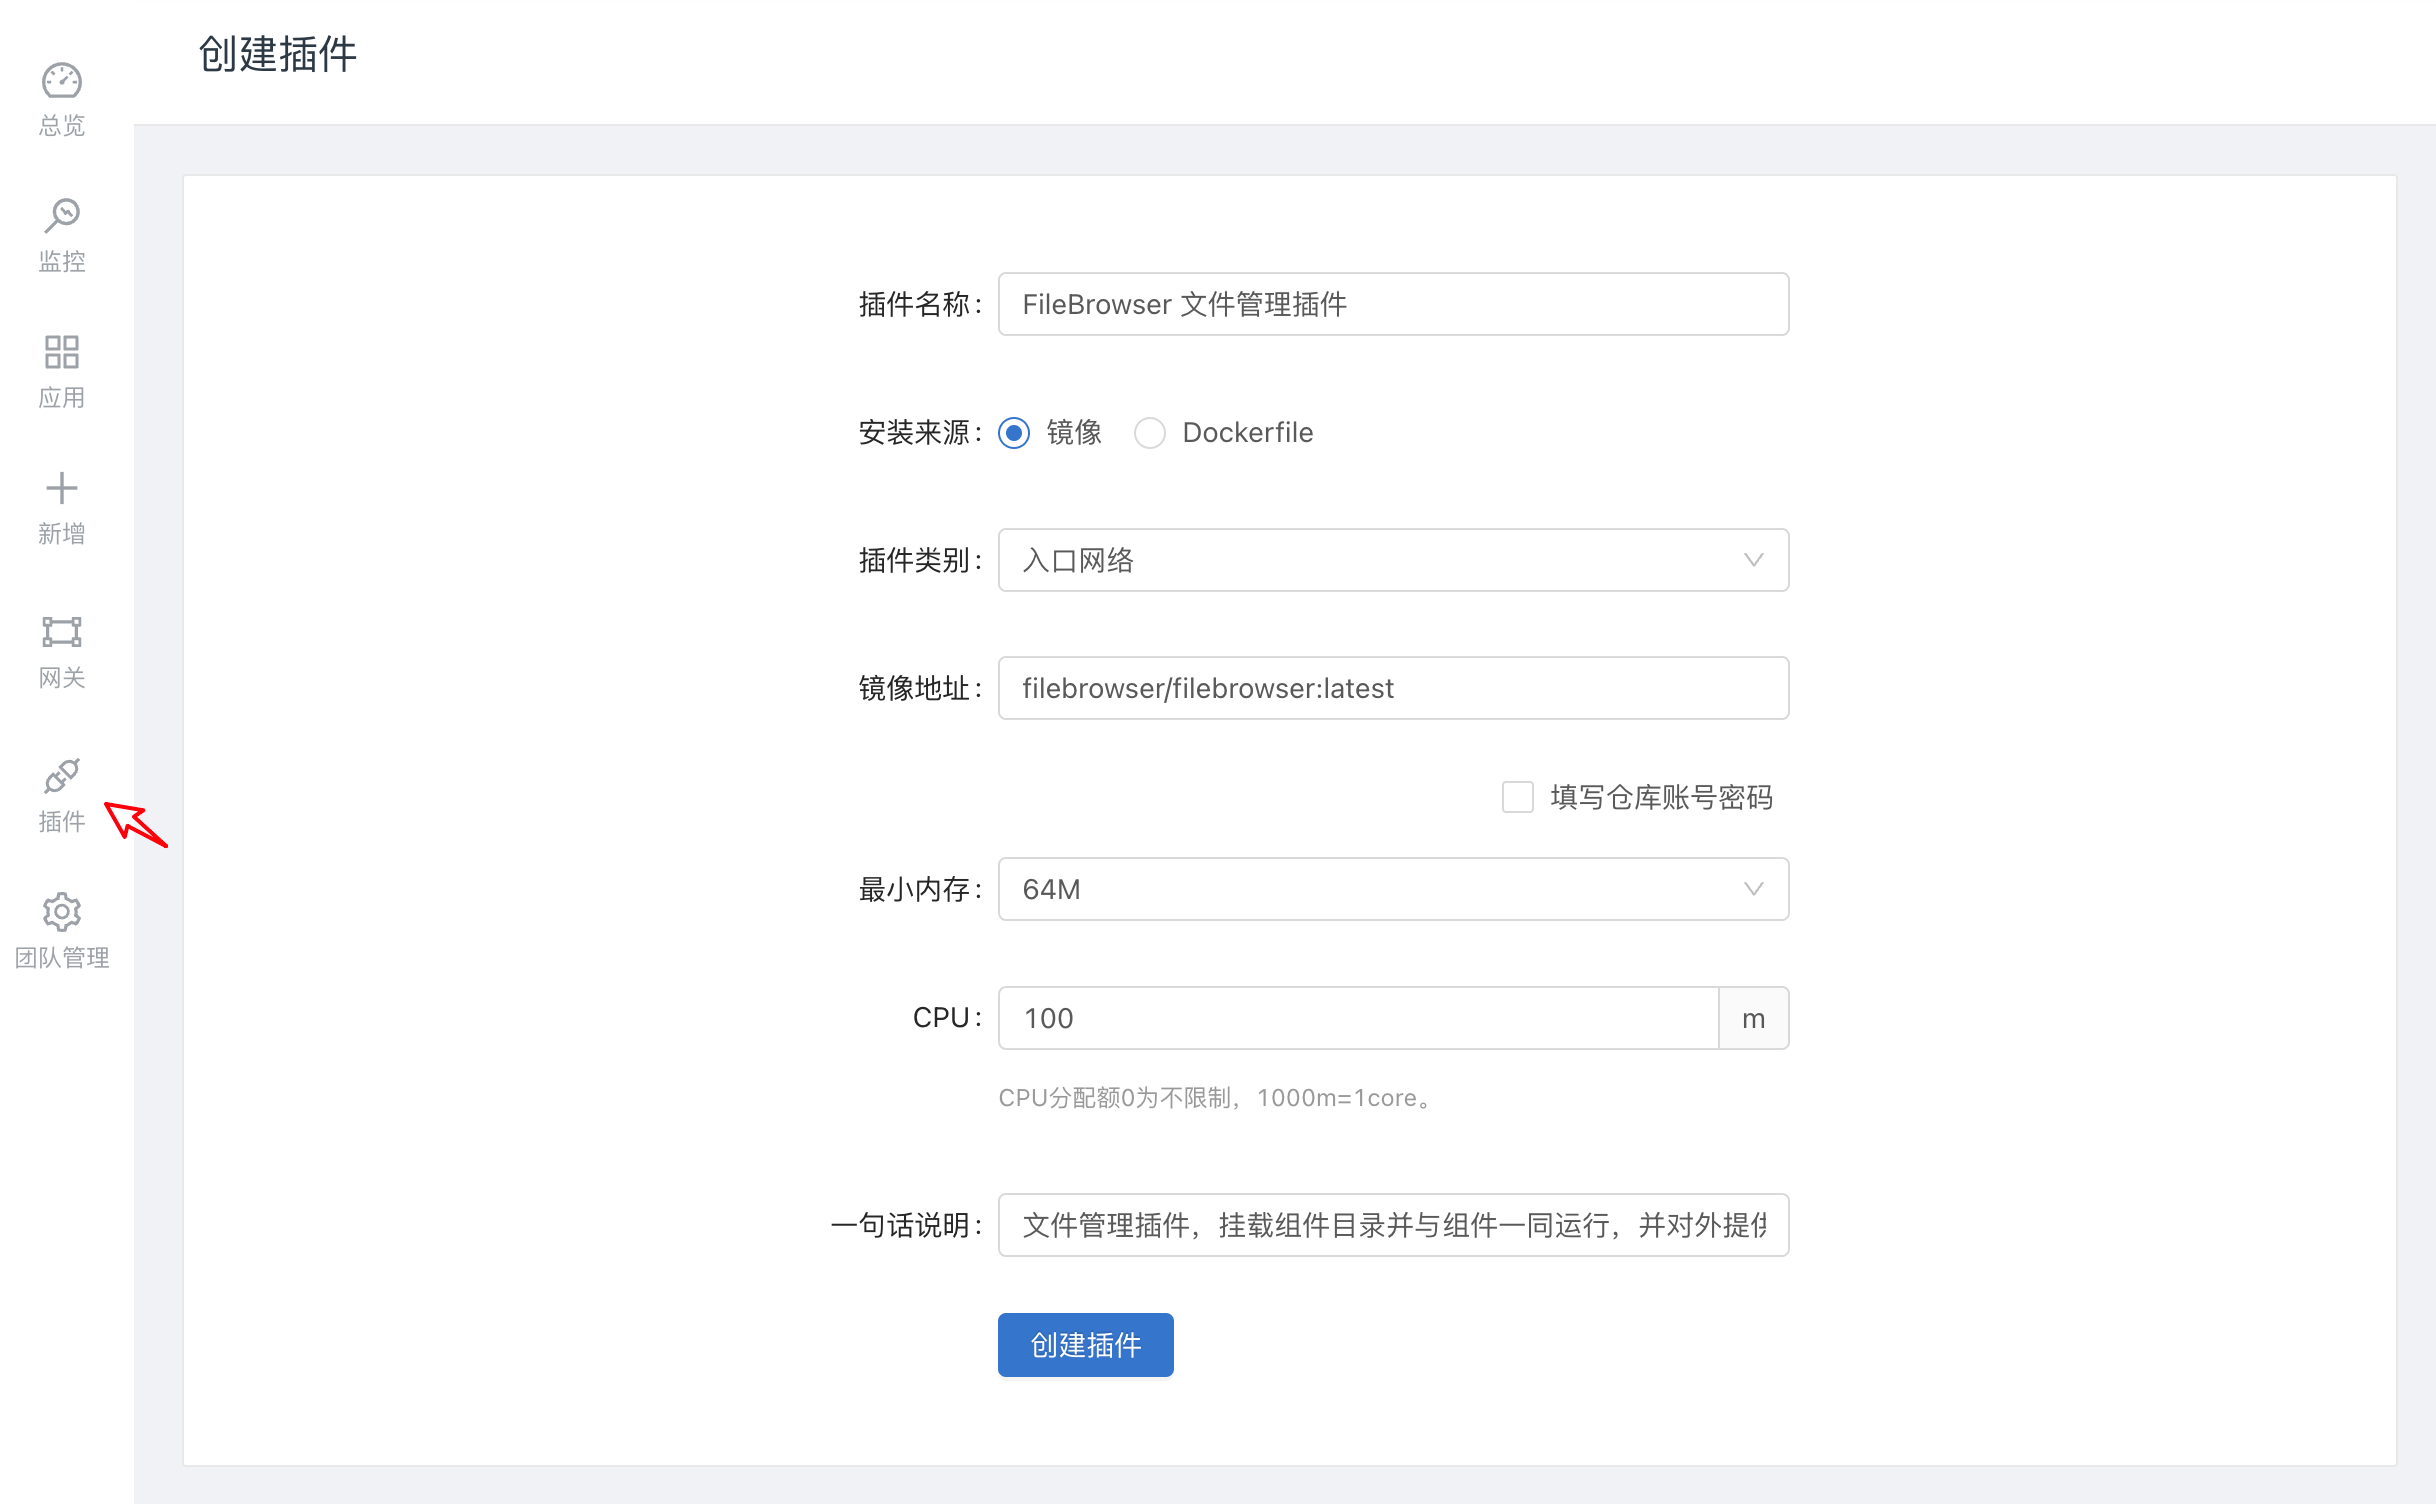 创建插件
总览
监控
应用
新增
网关
插件
团队管理
插件名称: FileBrowser 文件管理插件
安装来源: 镜像 Dockerfile
插件类别: 入口网络
镜像地址: filebrowser/filebrowser:latest
填写仓库账号密码
最小内存: 64M
CPU: 100 m
CPU分配额0为不限制，1000m=1core。
一句话说明: 文件管理插件，挂载组件目录并与组件一同运行，并对外提供
创建插件